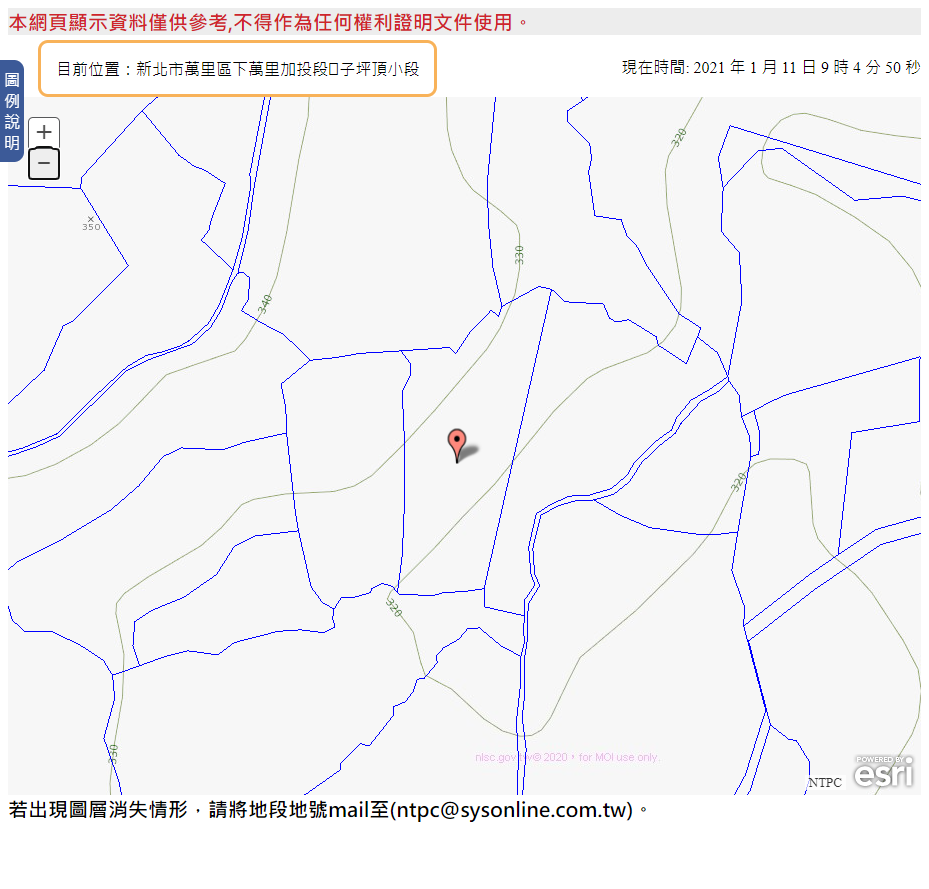 本網頁顯示資料僅供參考,不得作為任何權利證明文件使用。
目前位置：新北市萬里區下萬里加投段□子坪頂小段
現在時間: 2021 年 1 月 11 日 9 時 4 分 50 秒
圖例說明
+
−
320
350
330
340
320
320
330
nlsc.gov.tw© 2020 • for MOI use only.
POWERED BY
esri
NTPC
若出現圖層消失情形，請將地段地號mail至(ntpc@sysonline.com.tw)。